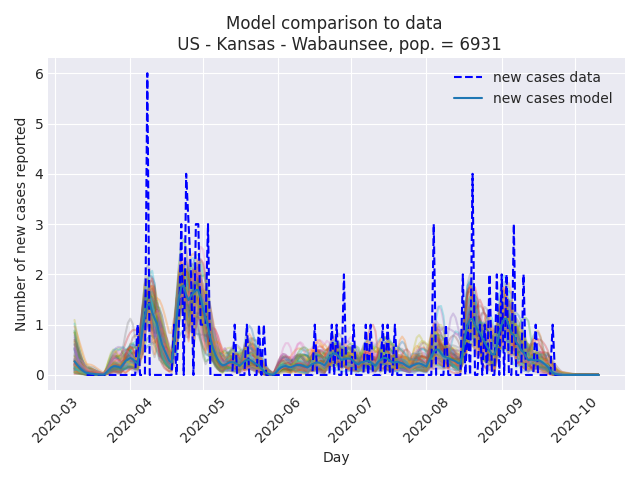 Model comparison to data
US - Kansas - Wabaunsee, pop. = 6931
new cases data
new cases model
Number of new cases reported
6
5
4
3
2
1
0
2020-03
2020-04
2020-05
2020-06
2020-07
2020-08
2020-09
2020-10
Day